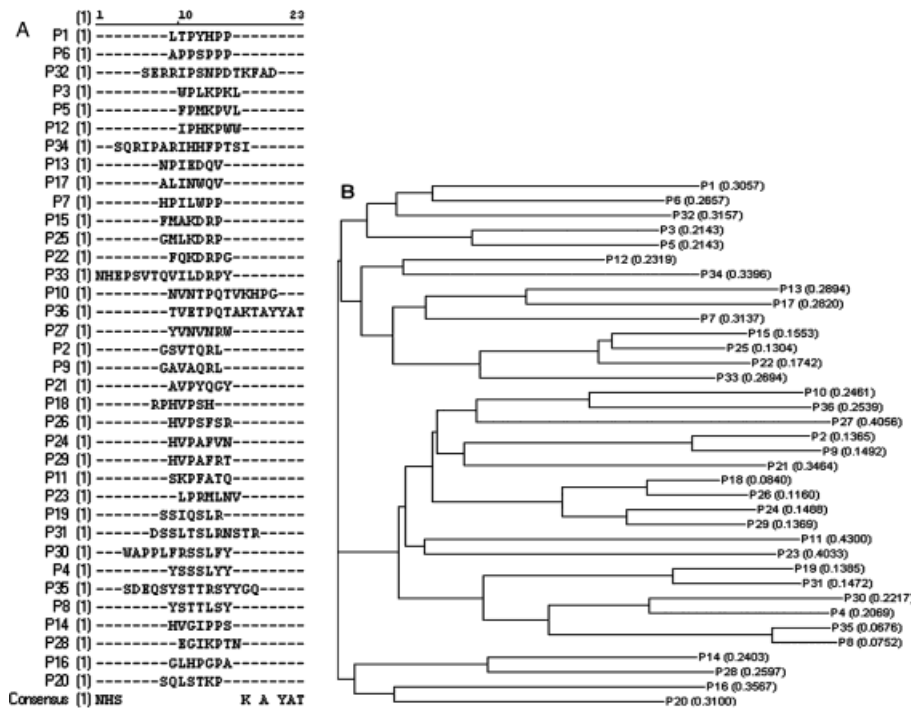 A
(1) 1 10 23
P1 (1) --------LTPYHPP--------
P6 (1) --------APPSPPP--------
P32 (1) -----SERRIPSNPDTKFAD---
P3 (1) ---------WPLKPKL-------
P5 (1) ---------FPMKPVL-------
P12 (1) ---------IPHKPWW-------
P34 (1) --SQRIPARIHHFPTSI------
P13 (1) -------NPIEDQV---------
P17 (1) -------ALINWQV---------
P7 (1) -------HPILWPP---------
P15 (1) -------FMAKDRP---------
P25 (1) -------GMLKDRP---------
P22 (1) --------FQKDRPG--------
P33 (1) NHEPSVTQVILDRPY--------
P10 (1) --------NVNTPQTVKHPG---
P36 (1) --------TVETPQTAKTAYYAT
P27 (1) --------YVNVNRW--------
P2 (1) -------GSVTQRL---------
P9 (1) -------GAVAQRL---------
P21 (1) --------AVPYQGY--------
P18 (1) ------RPHVPSH----------
P26 (1) --------HVPSFSR--------
P24 (1) --------HVPAFVN--------
P29 (1) --------HVPAFRT--------
P11 (1) --------SKPFATQ--------
P23 (1) ---------LPRMLNV-------
P19 (1) -------SSIQSLR---------
P31 (1) ------DSSLTSLRNSTR-----
P30 (1) ---WAPPLFRSSLFY--------
P4 (1) --------YSSSLYY--------
P35 (1) ---SDEQSYSTTRSYYGQ-----
P8 (1) --------YSTTLSY--------
P14 (1) --------HVGIPPS--------
P28 (1) ---------EGIKPTN-------
P16 (1) --------GLHPGPA--------
P20 (1) -------SQLSTKP---------
Consensus (1) NHS K A YAT
B
P1 (0.3057)
P6 (0.2657)
P32 (0.3157)
P3 (0.2143)
P5 (0.2143)
P12 (0.2319)
P34 (0.3396)
P13 (0.2894)
P17 (0.2820)
P7 (0.3137)
P15 (0.1553)
P25 (0.1304)
P22 (0.1742)
P33 (0.2694)
P10 (0.2461)
P36 (0.2539)
P27 (0.4056)
P2 (0.1365)
P9 (0.1492)
P21 (0.3464)
P18 (0.0840)
P26 (0.1160)
P24 (0.1488)
P29 (0.1369)
P11 (0.4300)
P23 (0.4033)
P19 (0.1385)
P31 (0.1472)
P30 (0.2217)
P4 (0.2069)
P35 (0.0676)
P8 (0.0752)
P14 (0.2403)
P28 (0.2597)
P16 (0.3567)
P20 (0.3100)